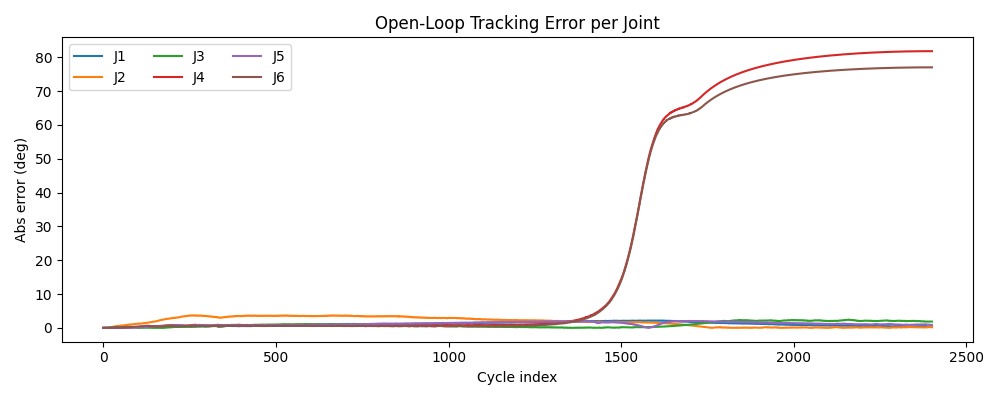 Open-Loop Tracking Error per Joint
J1 J3 J5
J2 J4 J6
Abs error (deg)
80
70
60
50
40
30
20
10
0
0 500 1000 1500 2000 2500
Cycle index